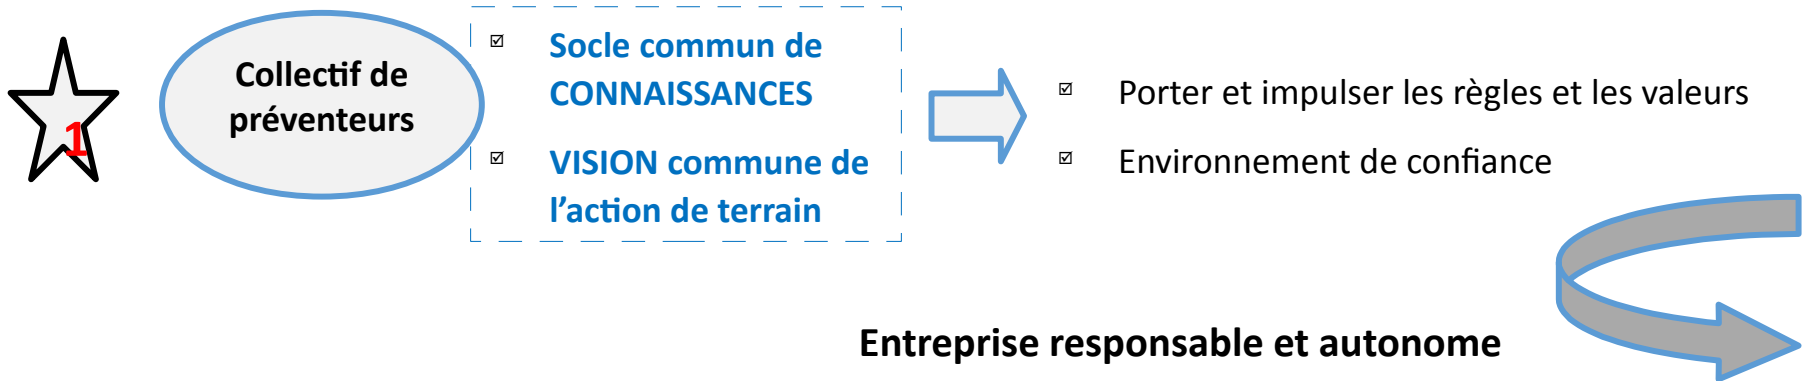 1
Collectif de
préventeurs
Socle commun de
CONNAISSANCES
VISION commune de
l’action de terrain
Porter et impulser les règles et les valeurs
Environnement de confiance
Entreprise responsable et autonome